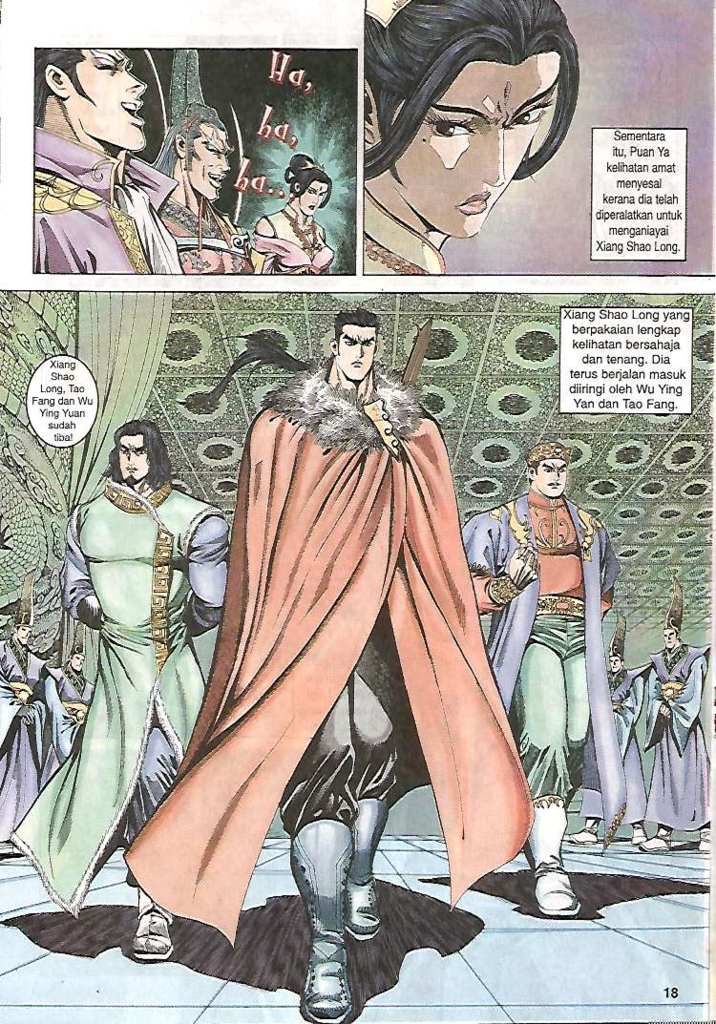 Ha,
ha,
ha..
Sementara
itu, Puan Ya
kelihatan amat
menyesal
kerana dia telah
diperalatkan untuk
menganiayai
Xiang Shao Long.
Xiang
Shao
Long, Tao
Fang dan Wu
Ying Yuan
sudah
tiba!
Xiang Shao Long yang
berpakaian lengkap
kelihatan bersahaja
dan tenang. Dia
terus berjalan masuk
diiringi oleh Wu Ying
Yan dan Tao Fang.
18